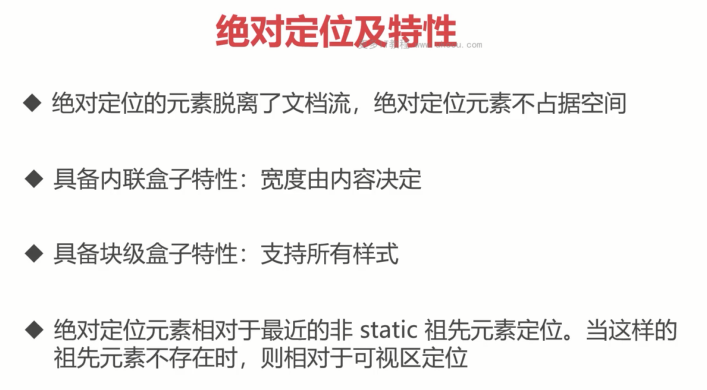 绝对定位及特性
◆ 绝对定位的元素脱离了文档流，绝对定位元素不占据空间
◆ 具备内联盒子特性：宽度由内容决定
◆ 具备块级盒子特性：支持所有样式
◆ 绝对定位元素相对于最近的非 static 祖先元素定位。当这样的
祖先元素不存在时，则相对于可视区定位